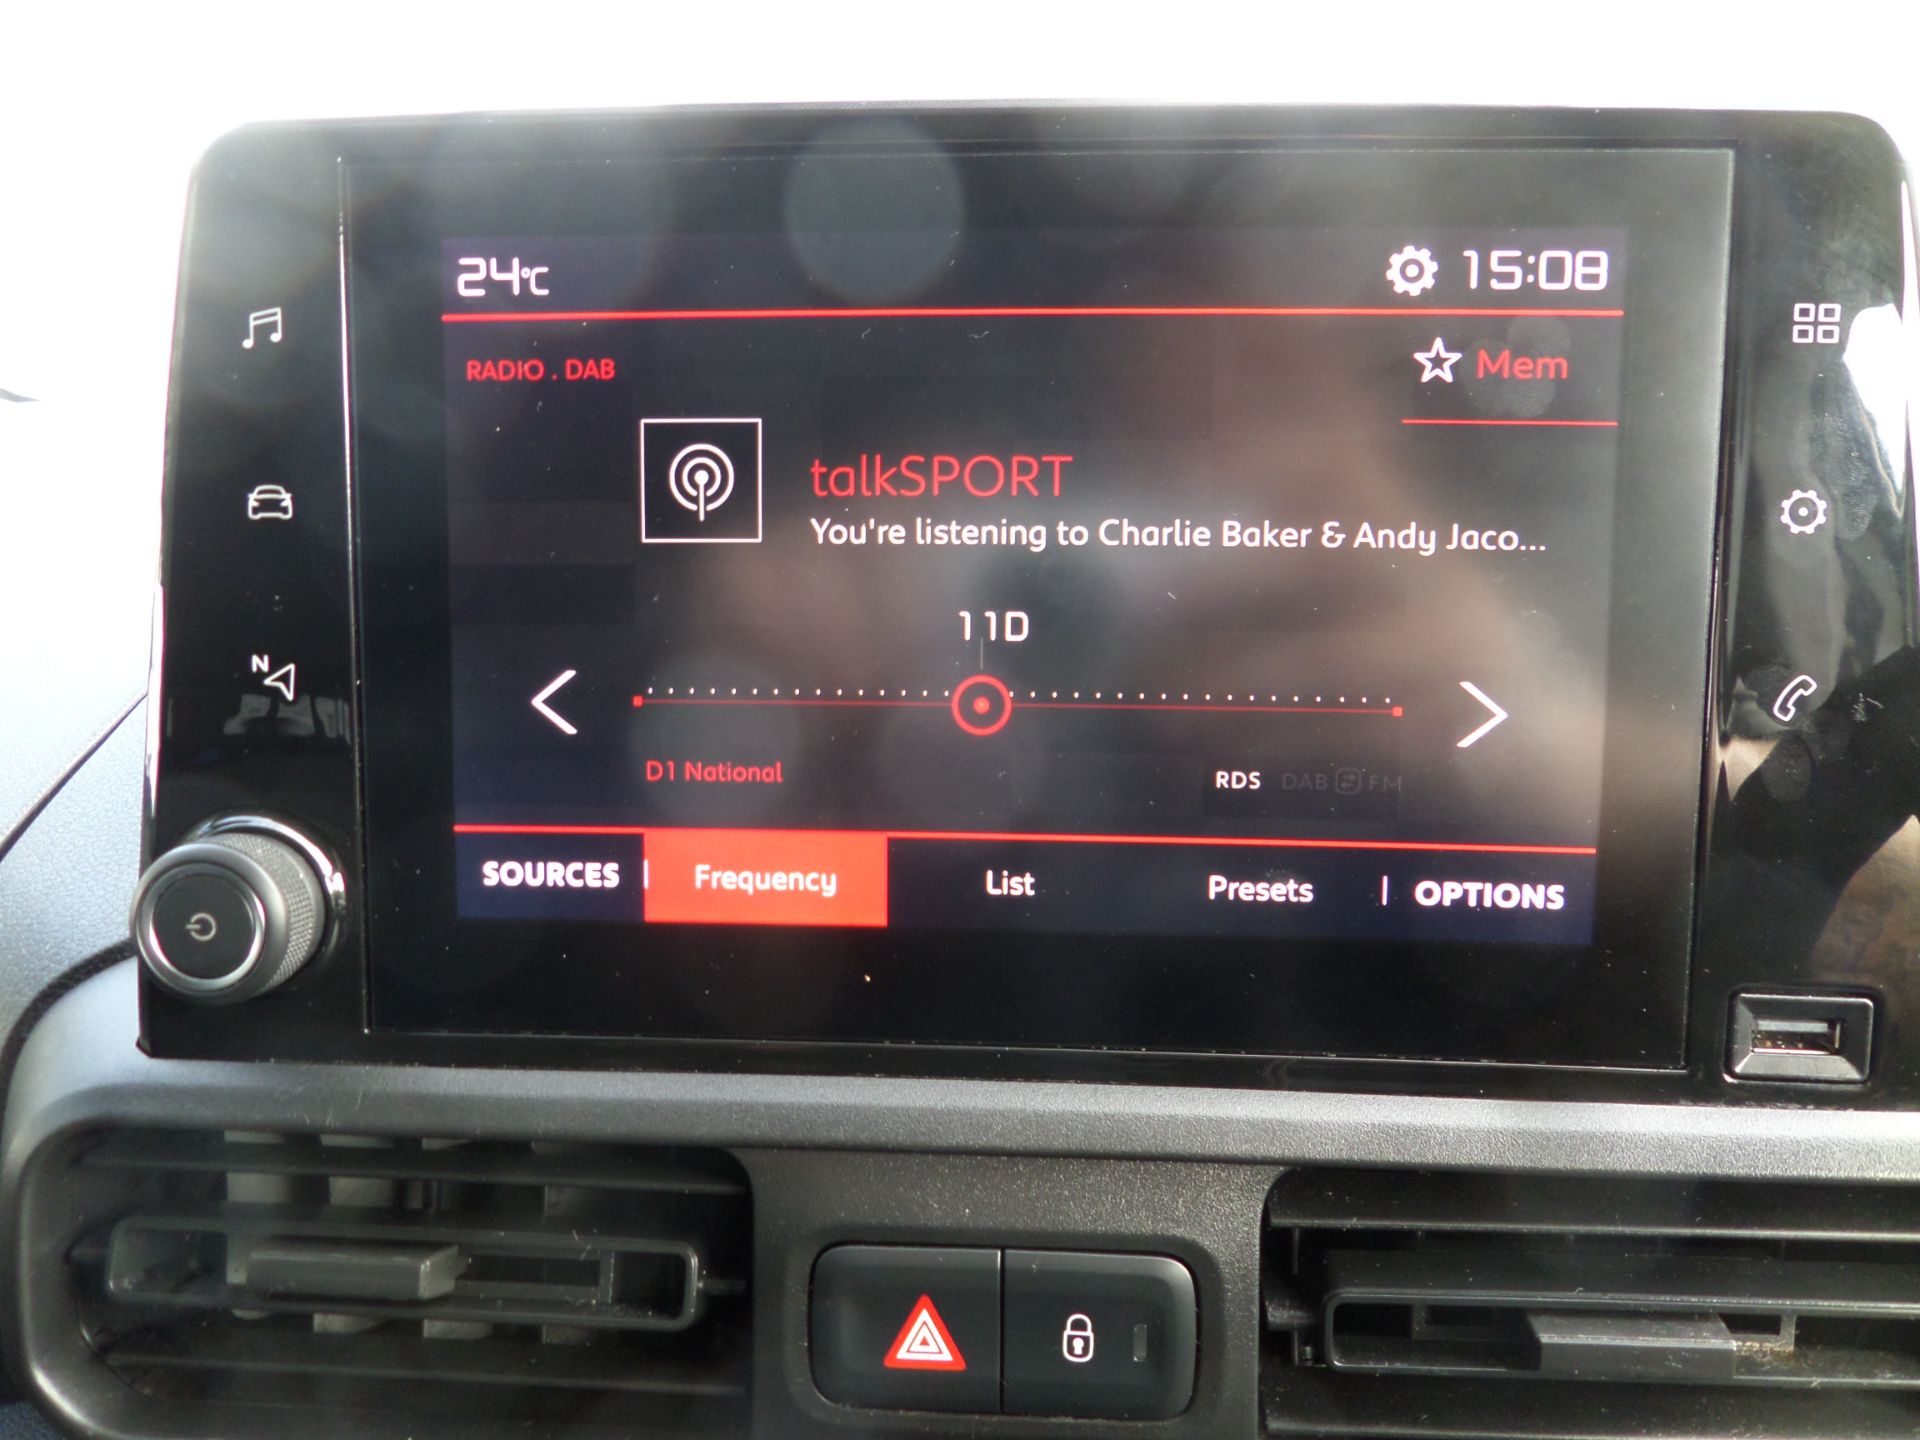 24°C
15:08
RADIO . DAB
Mem
talkSPORT
You're listening to Charlie Baker & Andy Jaco...
11D
N
D1 National
RDS DAB FM
SOURCES | Frequency List Presets | OPTIONS